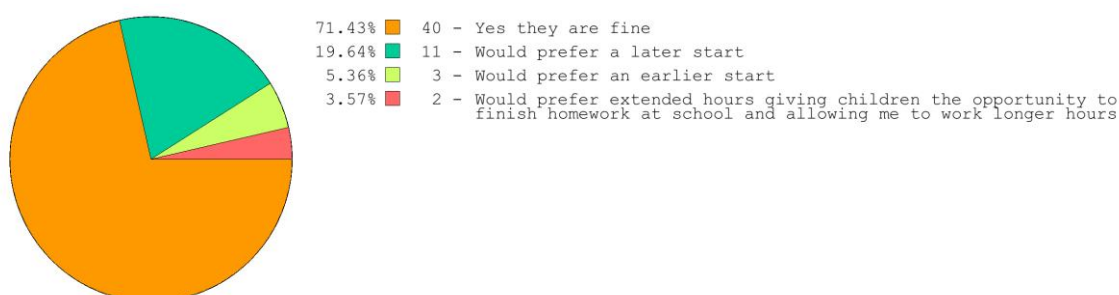 71.43% 40 - Yes they are fine
19.64% 11 - Would prefer a later start
5.36% 3 - Would prefer an earlier start
3.57% 2 - Would prefer extended hours giving children the opportunity to
finish homework at school and allowing me to work longer hours